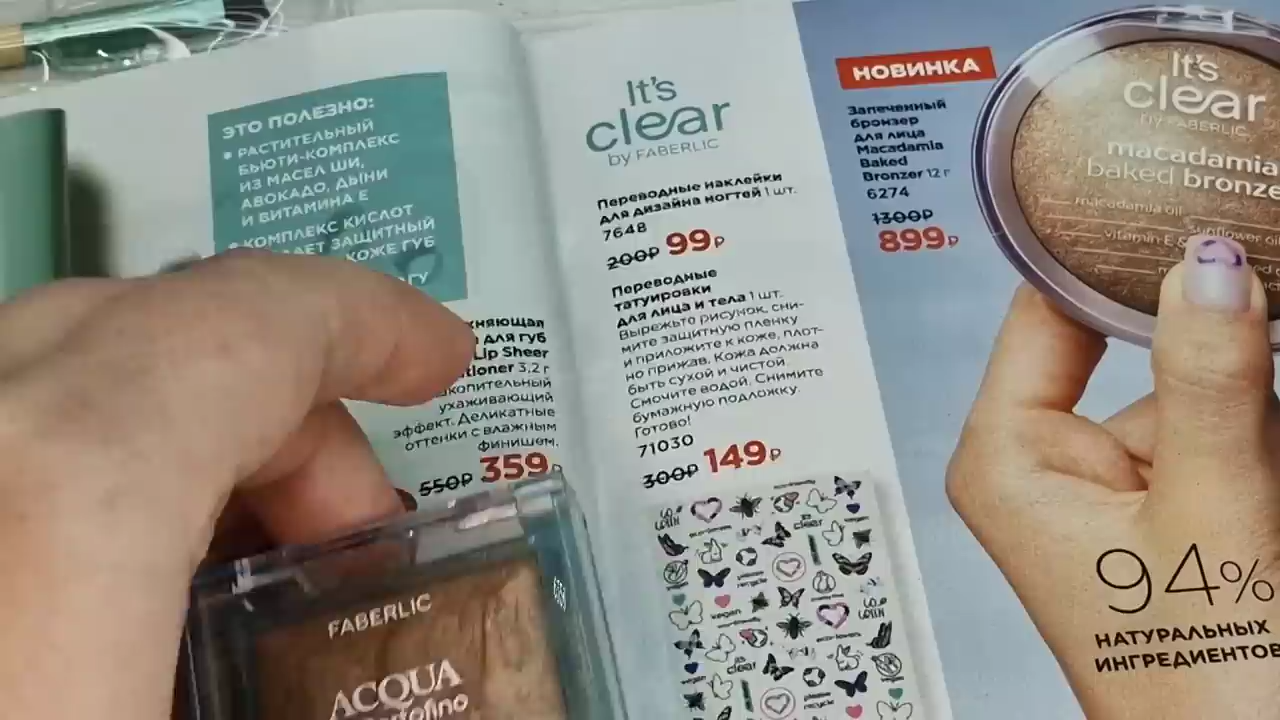 ЭТО ПОЛЕЗНО:
• РАСТИТЕЛЬНЫЙ
БЬЮТИ-КОМПЛЕКС
ИЗ МАСЕЛ ШИ,
АВОКАДО, ДЫНИ
И ВИТАМИНА Е
• КОМПЛЕКС КИСЛОТ
ЗАЩИТНЫЙ
КОЖЕ ГУБ
для губ
Lip Sheer
3,2 г
ухаживающий
эффект. Деликатные
оттенки с влажным
финишем.
550₽ 359₽
FABERLIC
ACQUA
It's
clear
by FABERLIC
Переводные наклейки
для дизайна ногтей 1 шт.
7648
200₽ 99₽
Переводные
татуировки
для лица и тела 1 шт.
Вырежьте рисунок, сни-
мите защитную пленку
и приложите к коже, плот-
но прижав. Кожа должна
быть сухой и чистой.
Смочите водой. Снимите
бумажную подложку.
Готово!
71030
300₽ 149₽
НОВИНКА
Запеченный
бронзер
для лица
Macadamia
Baked
Bronzer 12 г
6274
1300₽
899₽
It's
clear
BY FABERLIC
macadamia
baked bronze
macadamia oil
sunflower oil
vitamin E &
94%
НАТУРАЛЬНЫХ
ИНГРЕДИЕНТОВ